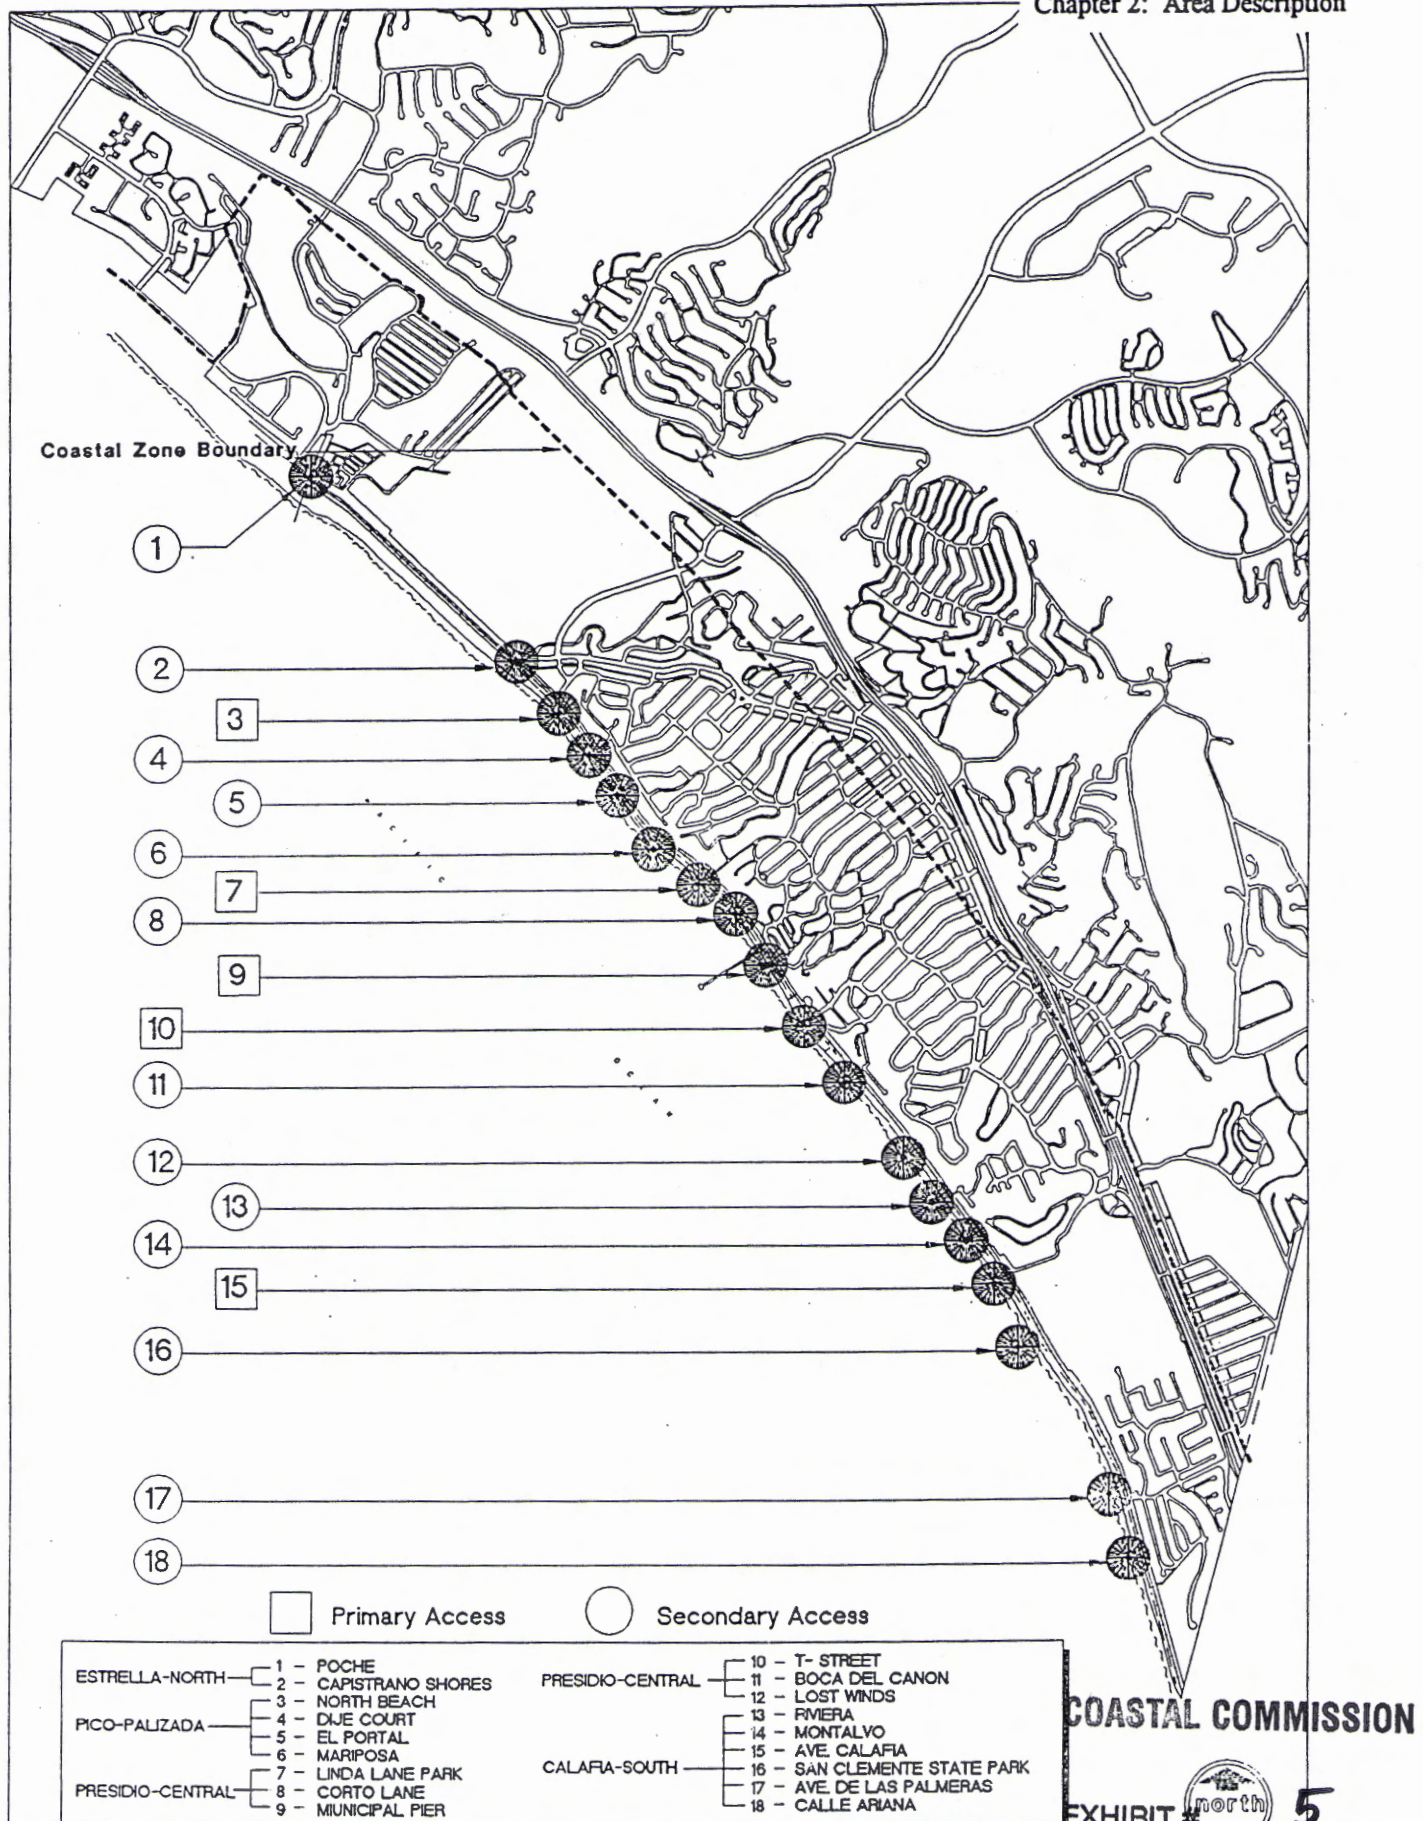 Chapter 2: Area Description
Coastal Zone Boundary
1
2
3
4
5
6
7
8
9
10
11
12
13
14
15
16
17
18
Primary Access
Secondary Access
ESTRELLA-NORTH
1 - POCHE
2 - CAPISTRANO SHORES
PICO-PALIZADA
3 - NORTH BEACH
4 - DIJE COURT
5 - EL PORTAL
6 - MARIPOSA
PRESIDIO-CENTRAL
7 - LINDA LANE PARK
8 - CORTO LANE
9 - MIUNICIPAL PIER
PRESIDIO-CENTRAL
10 - T- STREET
11 - BOCA DEL CANON
12 - LOST WINDS
CALAFIA-SOUTH
13 - RIVIERA
14 - MONTALVO
15 - AVE. CALAFIA
16 - SAN CLEMENTE STATE PARK
17 - AVE. DE LAS PALMERAS
18 - CALLE ARIANA
COASTAL COMMISSION
north
EXHIBIT # 5